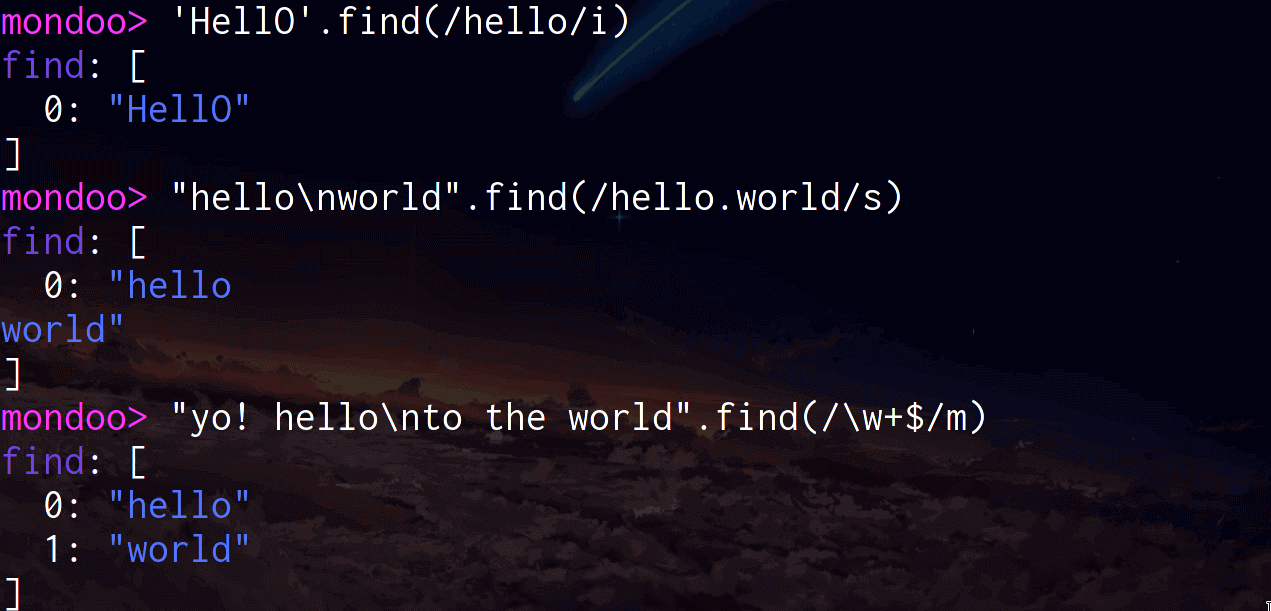 mondoo> 'HellO'.find(/hello/i)
find: [
  0: "HellO"
]
mondoo> "hello\nworld".find(/hello.world/s)
find: [
  0: "hello
world"
]
mondoo> "yo! hello\nto the world".find(/\w+$/m)
find: [
  0: "hello"
  1: "world"
]